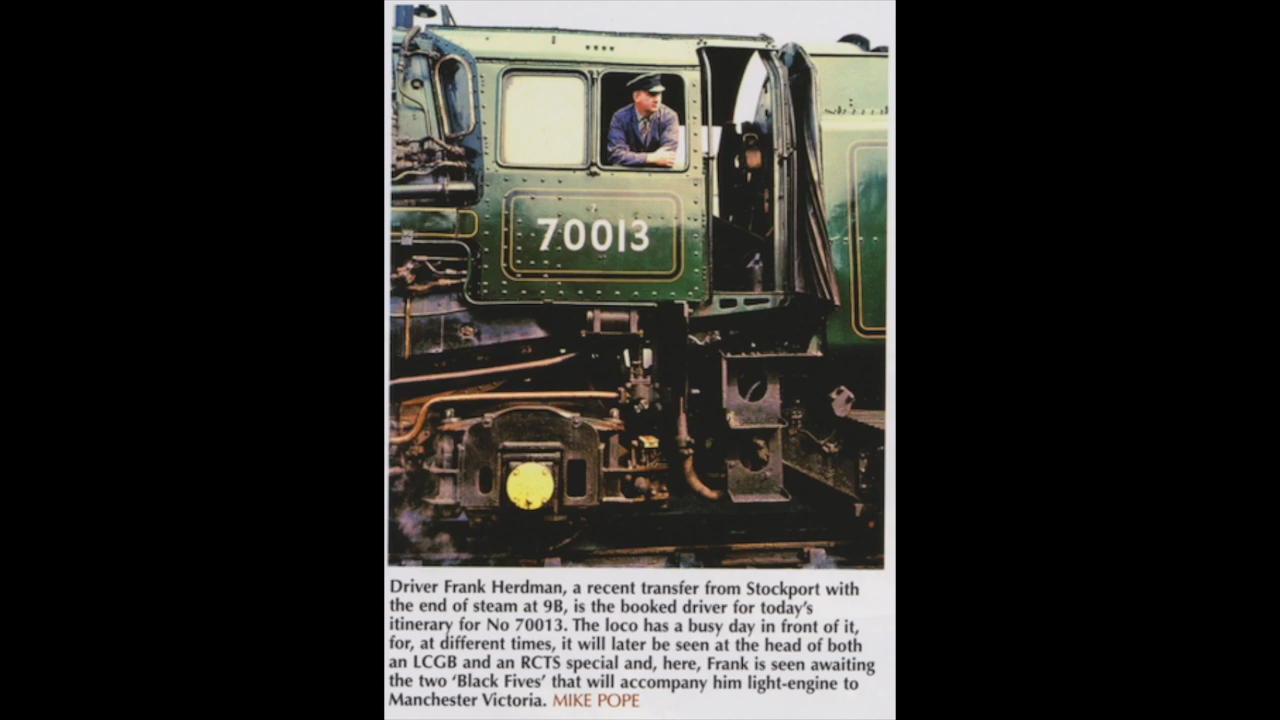 70013
Driver Frank Herdman, a recent transfer from Stockport with
the end of steam at 9B, is the booked driver for today's
itinerary for No 70013. The loco has a busy day in front of it,
for, at different times, it will later be seen at the head of both
an LCGB and an RCTS special and, here, Frank is seen awaiting
the two 'Black Fives' that will accompany him light-engine to
Manchester Victoria. MIKE POPE